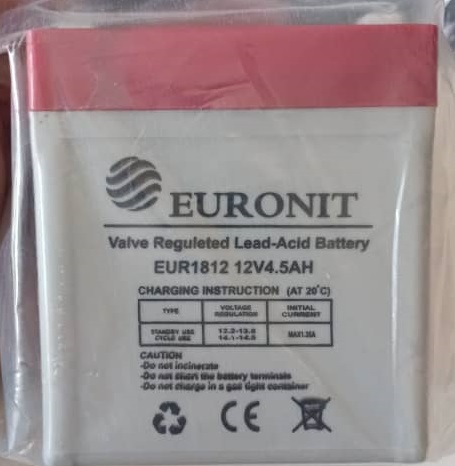 EURONIT
Valve Reguleted Lead-Acid Battery
EUR1812 12V4.5AH
CHARGING INSTRUCTION (AT 20°C)
TYPE VOLTAGE REGULATION INITIAL CURRENT
STANDBY USE 13.2-13.8 MAX1.35A
CYCLE USE 14.1-14.5
CAUTION
-Do not incinerate
-Do not short the battery terminals
-Do not charge in a gas tight container
CE